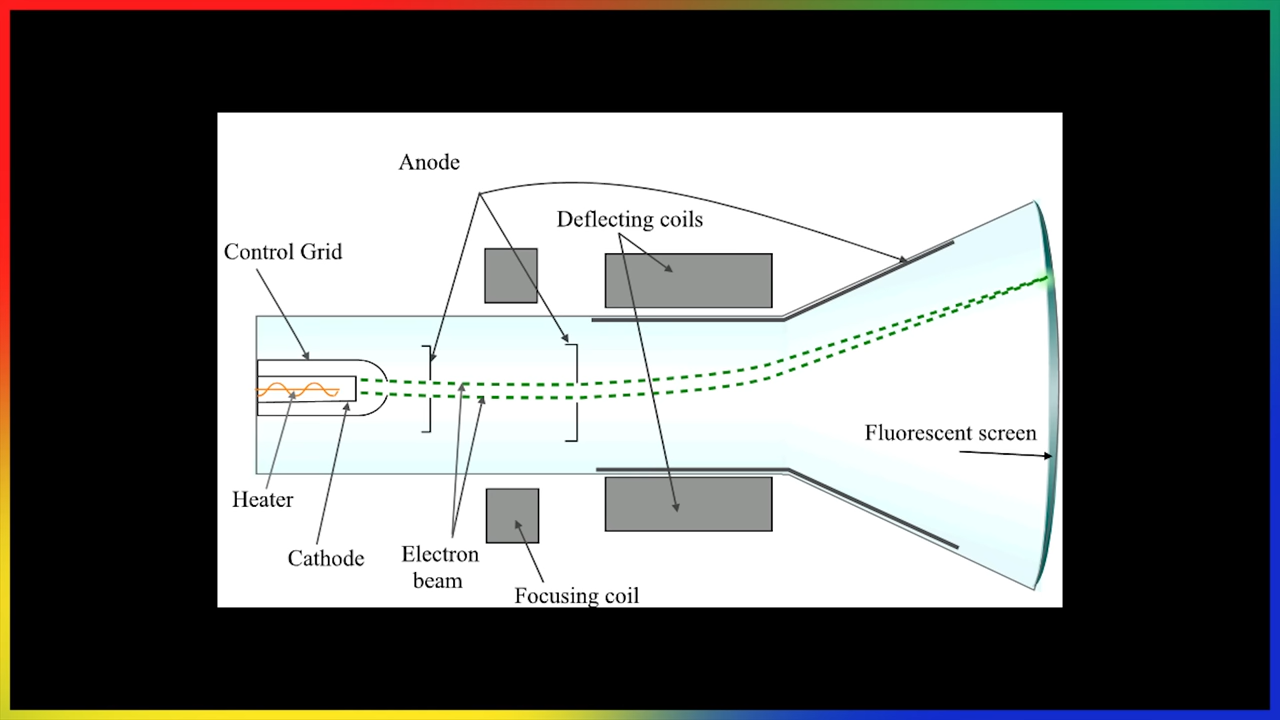 Anode
Deflecting coils
Control Grid
Fluorescent screen
Heater
Cathode
Electron
beam
Focusing coil